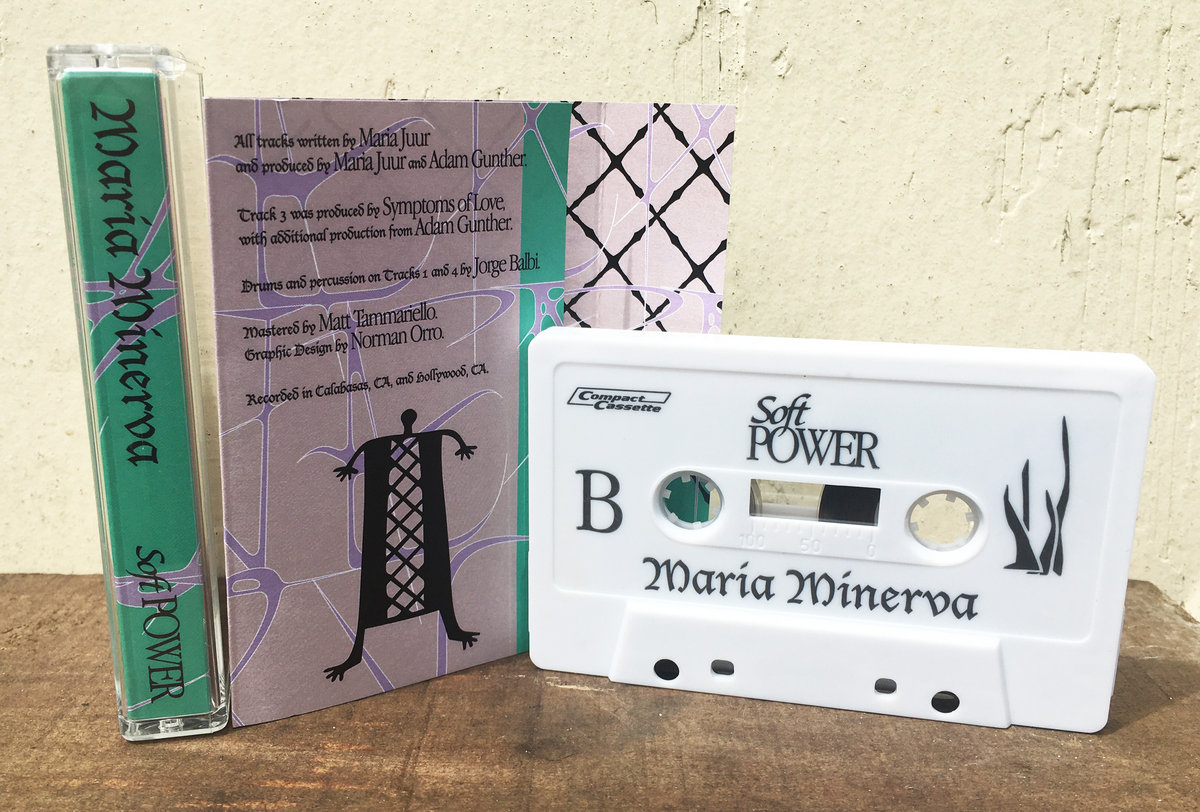 Maria Minerva Soft POWER
All tracks written by Maria Juur
and produced by Maria Juur and Adam Gunther.
Track 3 was produced by Symptoms of Love,
with additional production from Adam Gunther.
Drums and percussion on Tracks 1 and 4 by Jorge Balbi.
Mastered by Matt Tammariello.
Graphic Design by Norman Orro.
Recorded in Calabasas, CA, and Hollywood, CA.
Compact
Cassette
Soft
POWER
B
100 50 0
Maria Minerva